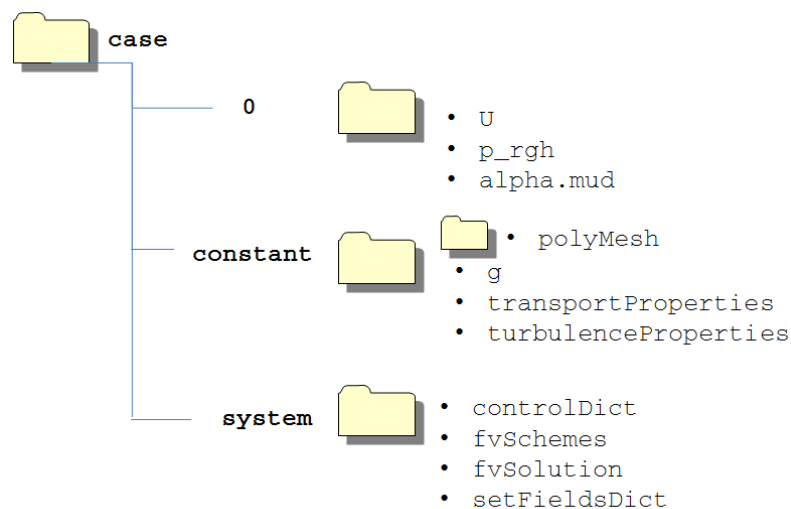 case
0
• U
• p_rgh
• alpha.mud
constant
• polyMesh
• g
• transportProperties
• turbulenceProperties
system
• controlDict
• fvSchemes
• fvSolution
• setFieldsDict